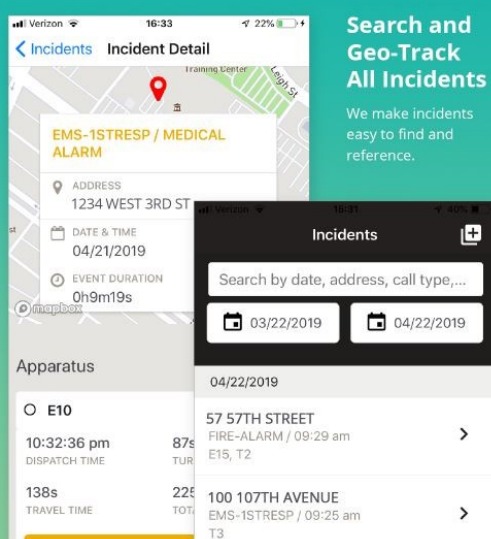 Verizon
16:33
22%
Incidents
Incident Detail
Search and
Geo-Track
All Incidents
We make incidents
easy to find and
reference.
Training Center
Leigh St
EMS-1STRESP / MEDICAL
ALARM
ADDRESS
1234 WEST 3RD ST
DATE & TIME
04/21/2019
EVENT DURATION
0h9m19s
mapbox
Apparatus
E10
10:32:36 pm
DISPATCH TIME
87s
138s
TRAVEL TIME
225
Verizon
16:31
40%
Incidents
Search by date, address, call type,...
03/22/2019
04/22/2019
04/22/2019
57 57TH STREET
FIRE-ALARM / 09:29 am
E15, T2
100 107TH AVENUE
EMS-1STRESP / 09:25 am
T3